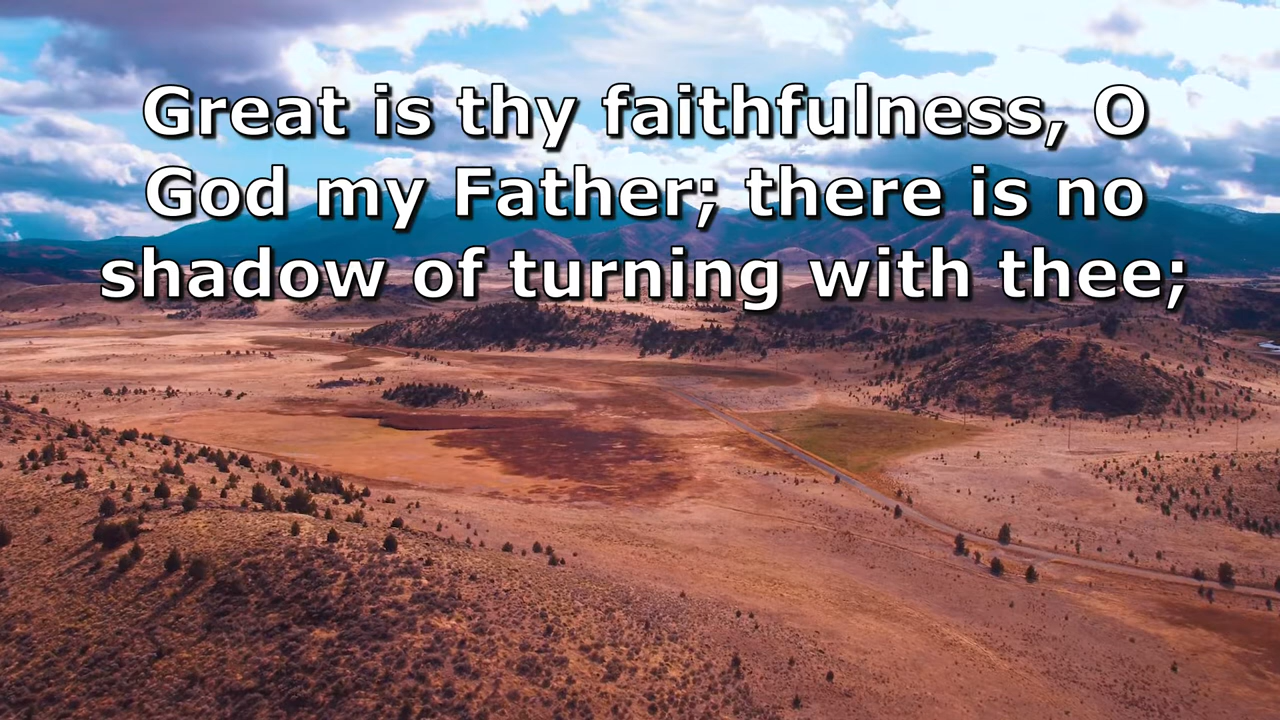 Great is thy faithfulness, O
God my Father; there is no
shadow of turning with thee;